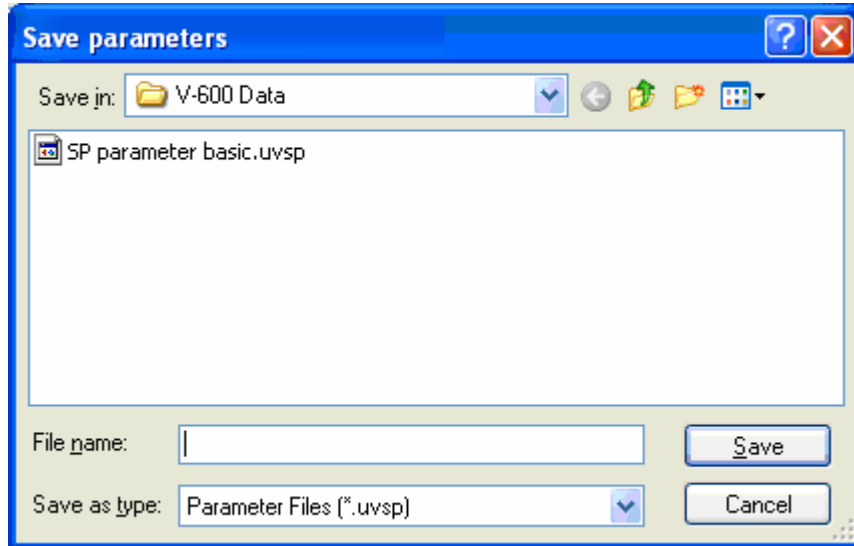 Save parameters
Save in: V-600 Data
SP parameter basic.uvsp
File name: Save
Save as type: Parameter Files (*.uvsp) Cancel